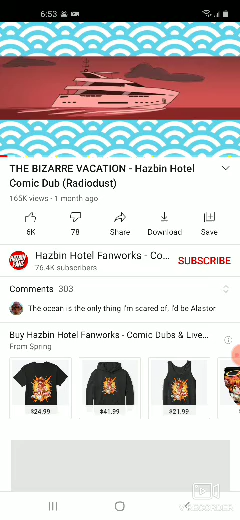 6:53
THE BIZARRE VACATION - Hazbin Hotel
Comic Dub (Radiodust)
165K views · 1 month ago
6K
78
Share
Download
Save
Hazbin Hotel Fanworks - Co...
76.4K subscribers
SUBSCRIBE
Comments 303
The ocean is the only thing I'm scared of. I'd be Alastor
Buy Hazbin Hotel Fanworks - Comic Dubs & Live...
From Spring
$24.99
$41.99
$21.99